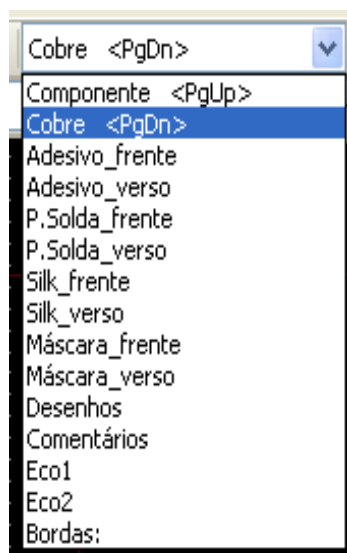 Cobre <PgDn>
Componente <PgUp>
Cobre <PgDn>
Adesivo_frente
Adesivo_verso
P.Solda_frente
P.Solda_verso
Silk_frente
Silk_verso
Máscara_frente
Máscara_verso
Desenhos
Comentários
Eco1
Eco2
Bordas: